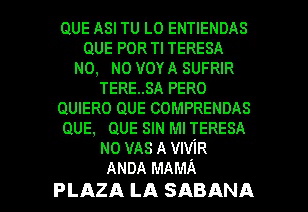 QUE ASI TU LO ENTIENDAS
QUE POR TI TERESA
NO, NO VOY A SUFRIR
TERE..SA PERO
QUIERO QUE COMPRENDAS
QUE, QUE SIN MI TERESA
NO VAS A VIVÍR
ANDA MAMÁ
PLAZA LA SABANA